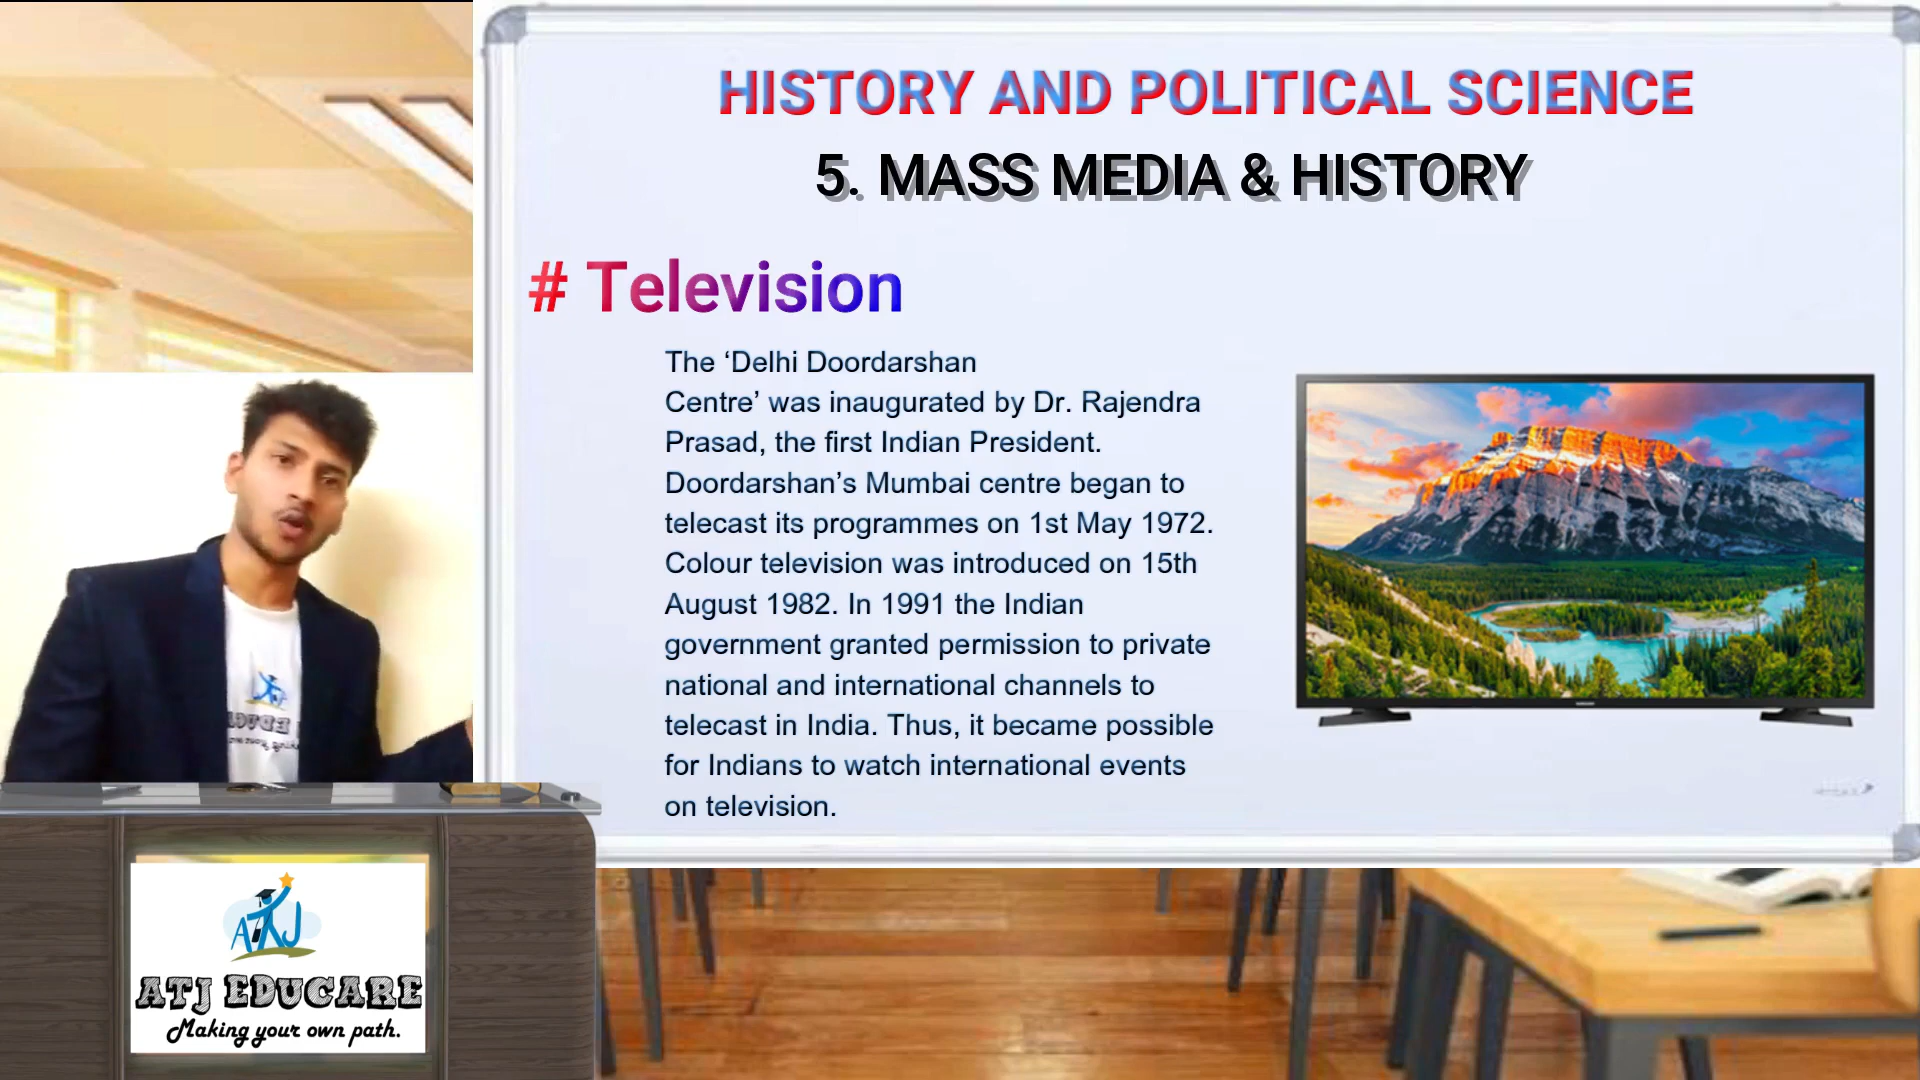 HISTORY AND POLITICAL SCIENCE
5. MASS MEDIA & HISTORY
# Television
The ‘Delhi Doordarshan
Centre’ was inaugurated by Dr. Rajendra
Prasad, the first Indian President.
Doordarshan’s Mumbai centre began to
telecast its programmes on 1st May 1972.
Colour television was introduced on 15th
August 1982. In 1991 the Indian
government granted permission to private
national and international channels to
telecast in India. Thus, it became possible
for Indians to watch international events
on television.
ATJ
ATJ EDUCARE
Making your own path.